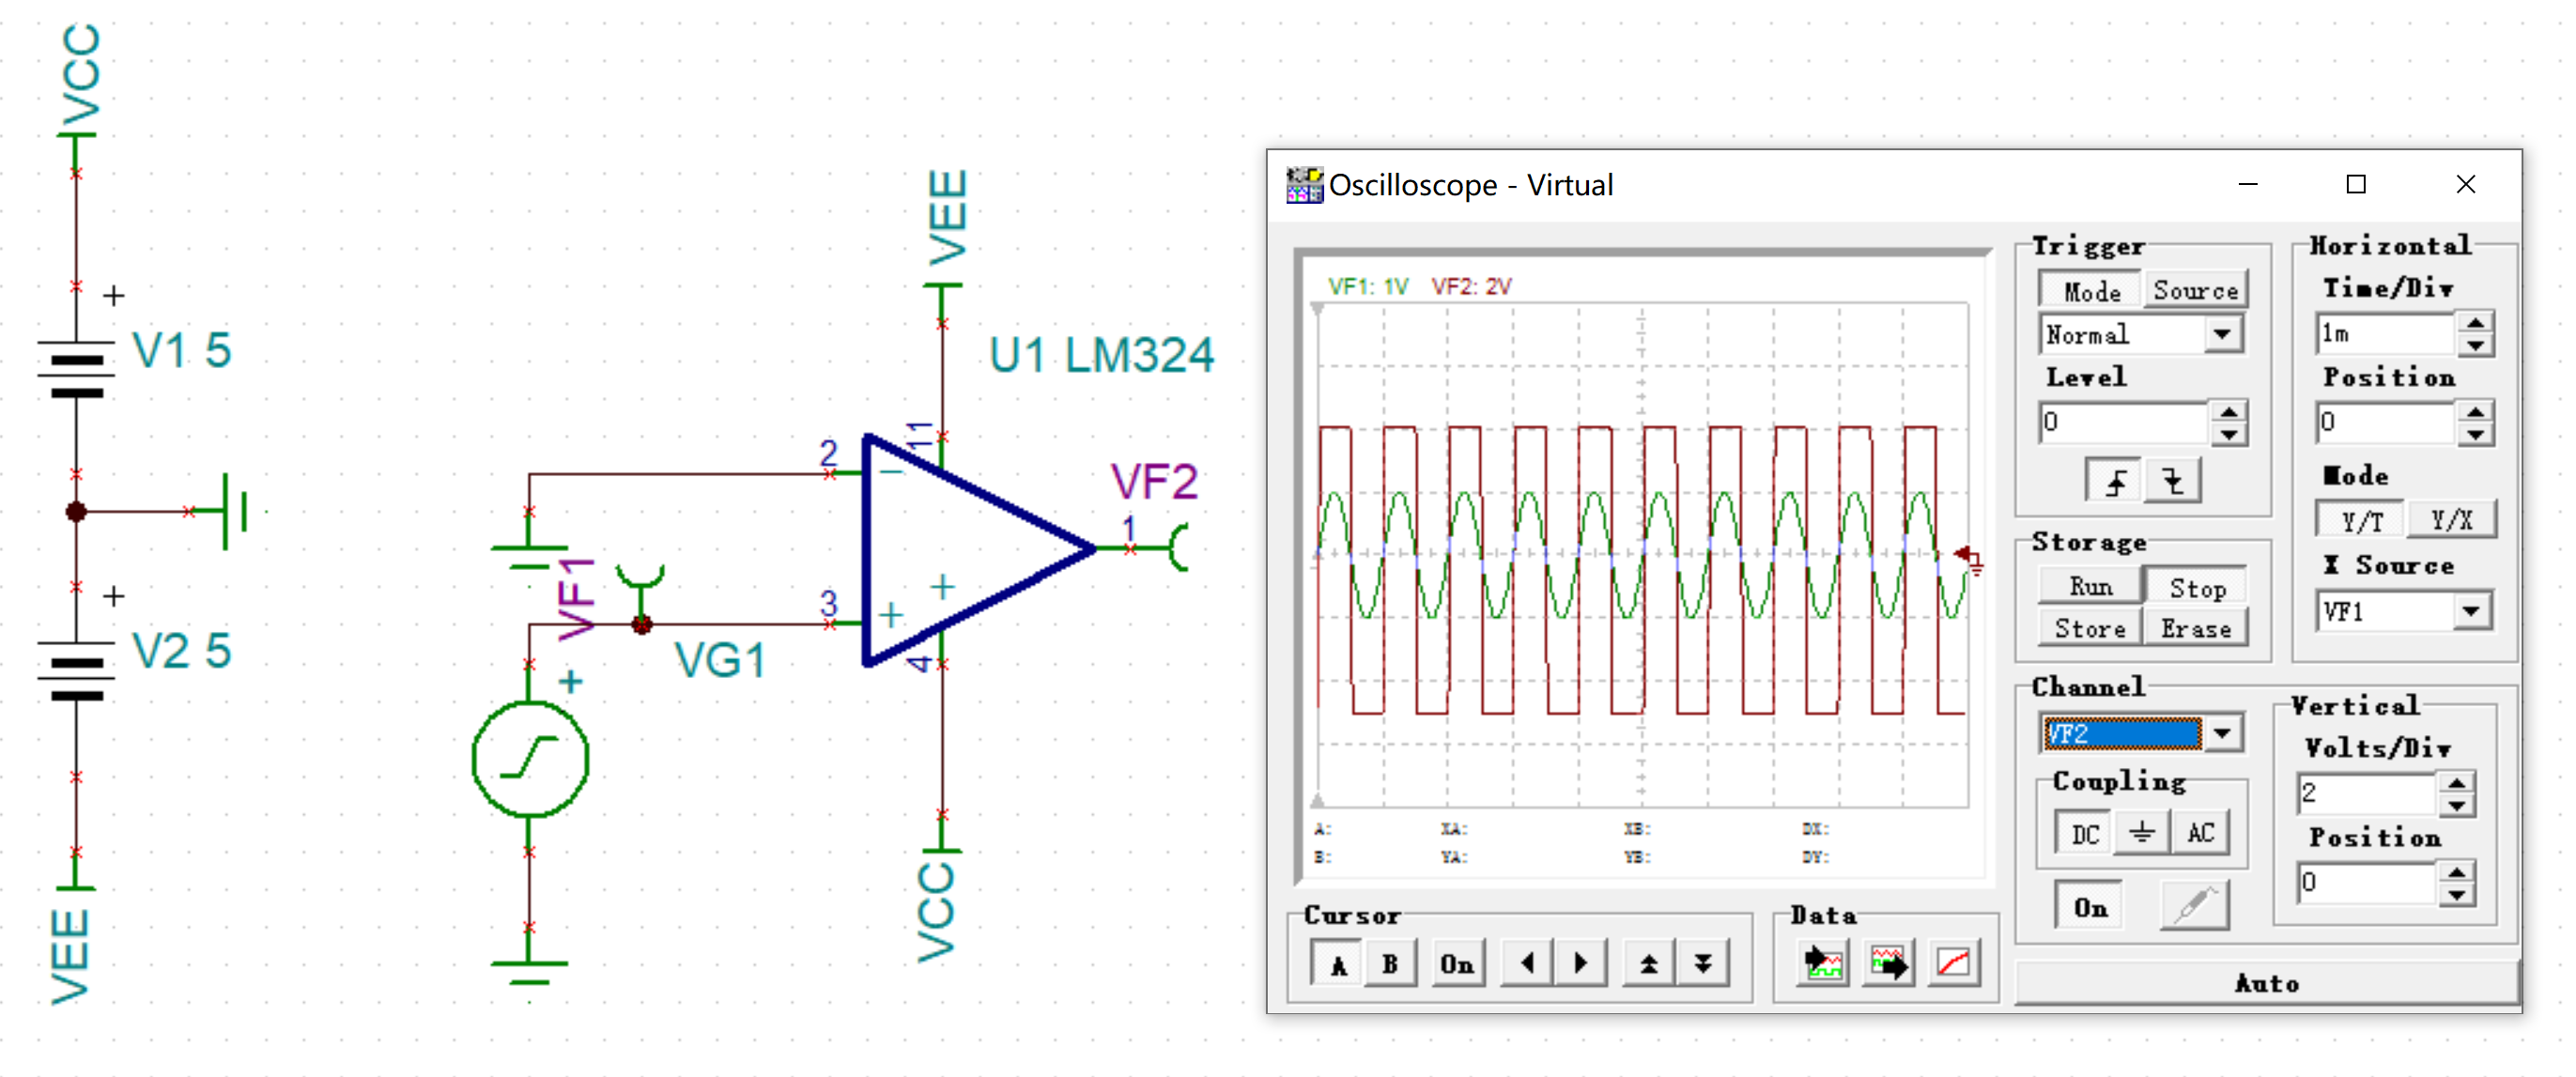 VCC
+
V1 5
+
V2 5
VEE
VEE
11
U1 LM324
2
−
VF2
1
VF1
3
+
+
VG1
4
+
VCC
Oscilloscope - Virtual
VF1: 1V VF2: 2V
A: XA: XB: DX:
B: YA: YB: DY:
Cursor
A B On
Data
Trigger
Mode Source
Normal
Level
0
Storage
Run Stop
Store Erase
Horizontal
Time/Div
1m
Position
0
Mode
Y/T Y/X
X Source
VF1
Channel
VF2
Coupling
DC AC
On
Vertical
Volts/Div
2
Position
0
Auto